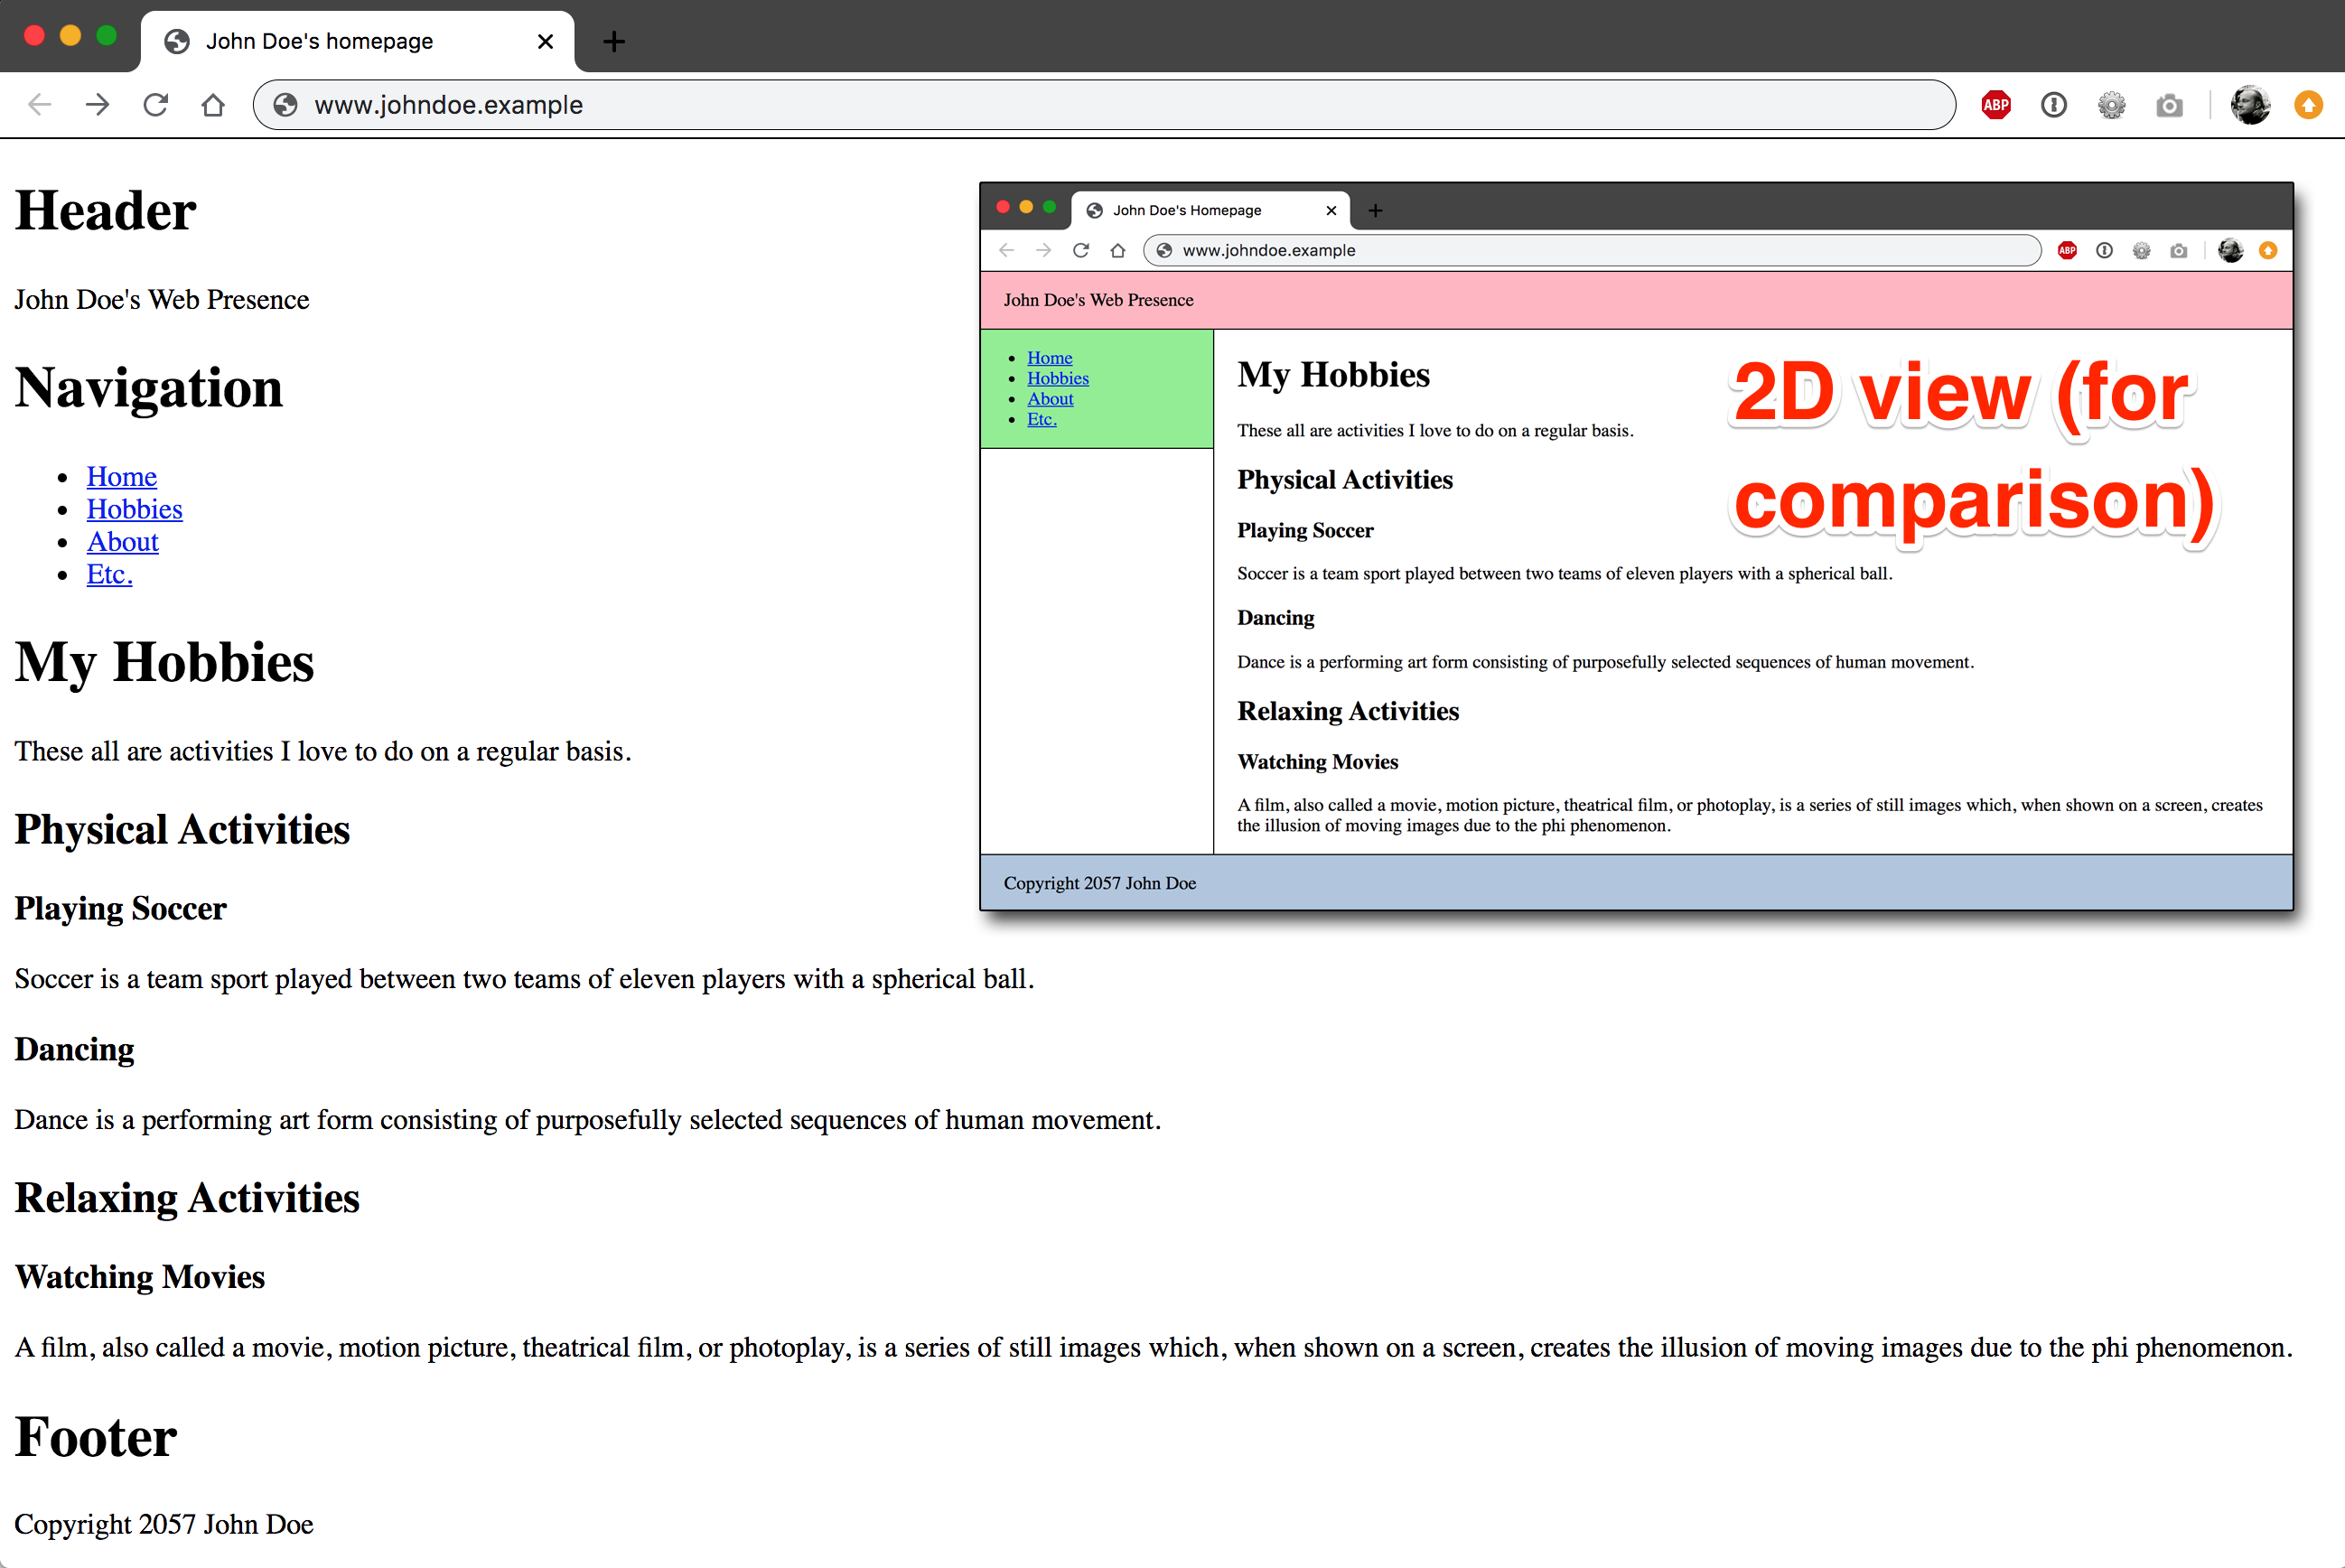 John Doe's homepage
www.johndoe.example
ABP
Header
John Doe's Web Presence
Navigation
Home
Hobbies
About
Etc.
My Hobbies
These all are activities I love to do on a regular basis.
Physical Activities
Playing Soccer
Soccer is a team sport played between two teams of eleven players with a spherical ball.
Dancing
Dance is a performing art form consisting of purposefully selected sequences of human movement.
Relaxing Activities
Watching Movies
A film, also called a movie, motion picture, theatrical film, or photoplay, is a series of still images which, when shown on a screen, creates the illusion of moving images due to the phi phenomenon.
Footer
Copyright 2057 John Doe
John Doe's Homepage
www.johndoe.example
ABP
John Doe's Web Presence
Home
Hobbies
About
Etc.
My Hobbies
These all are activities I love to do on a regular basis.
Physical Activities
Playing Soccer
Soccer is a team sport played between two teams of eleven players with a spherical ball.
Dancing
Dance is a performing art form consisting of purposefully selected sequences of human movement.
Relaxing Activities
Watching Movies
A film, also called a movie, motion picture, theatrical film, or photoplay, is a series of still images which, when shown on a screen, creates
the illusion of moving images due to the phi phenomenon.
Copyright 2057 John Doe
2D view (for
comparison)